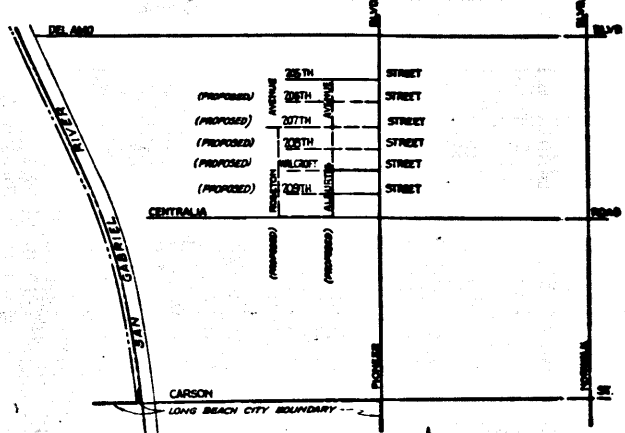 BLVD
BLVD
DEL AMO
BLVD
205TH STREET
(PROPOSED) 206TH STREET
(PROPOSED) 207TH STREET
(PROPOSED) 208TH STREET
(PROPOSED) WALCROFT STREET
(PROPOSED) 209TH STREET
AVENUE
AVENUE
RIVER
GABRIEL
SAN
CENTRALIA
ROAD
(PROPOSED)
(PROPOSED)
PIONEER
NORWALK
CARSON
ST
LONG BEACH CITY BOUNDARY